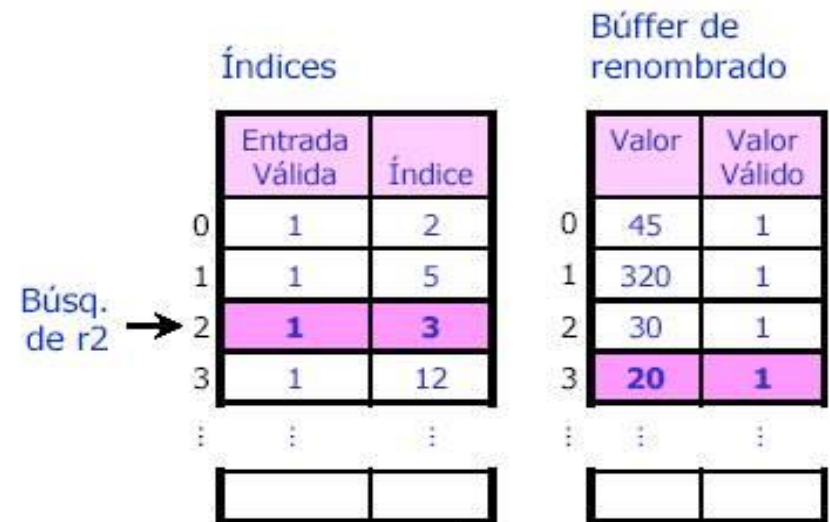 Índices
Búffer de
renombrado
Entrada
Válida
Índice
Valor
Valor
Válido
0 1 2 0 45 1
1 1 5 1 320 1
Búsq.
de r2
2 1 3 2 30 1
3 1 12 3 20 1
⋮ ⋮ ⋮ ⋮ ⋮ ⋮